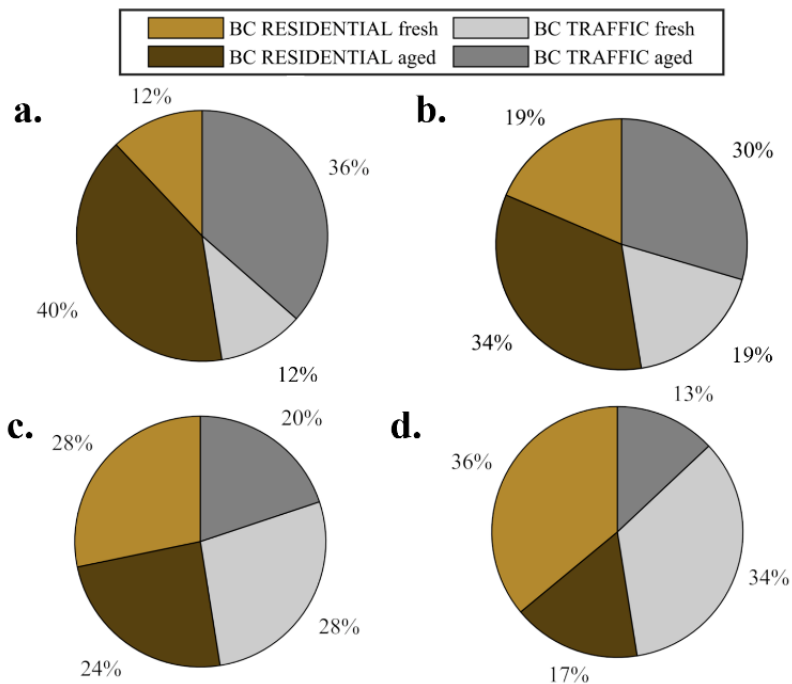 BC RESIDENTIAL fresh BC TRAFFIC fresh
BC RESIDENTIAL aged BC TRAFFIC aged
a.
12%
36%
40%
12%
b.
19%
30%
34%
19%
c.
28%
20%
24%
28%
d.
13%
36%
34%
17%